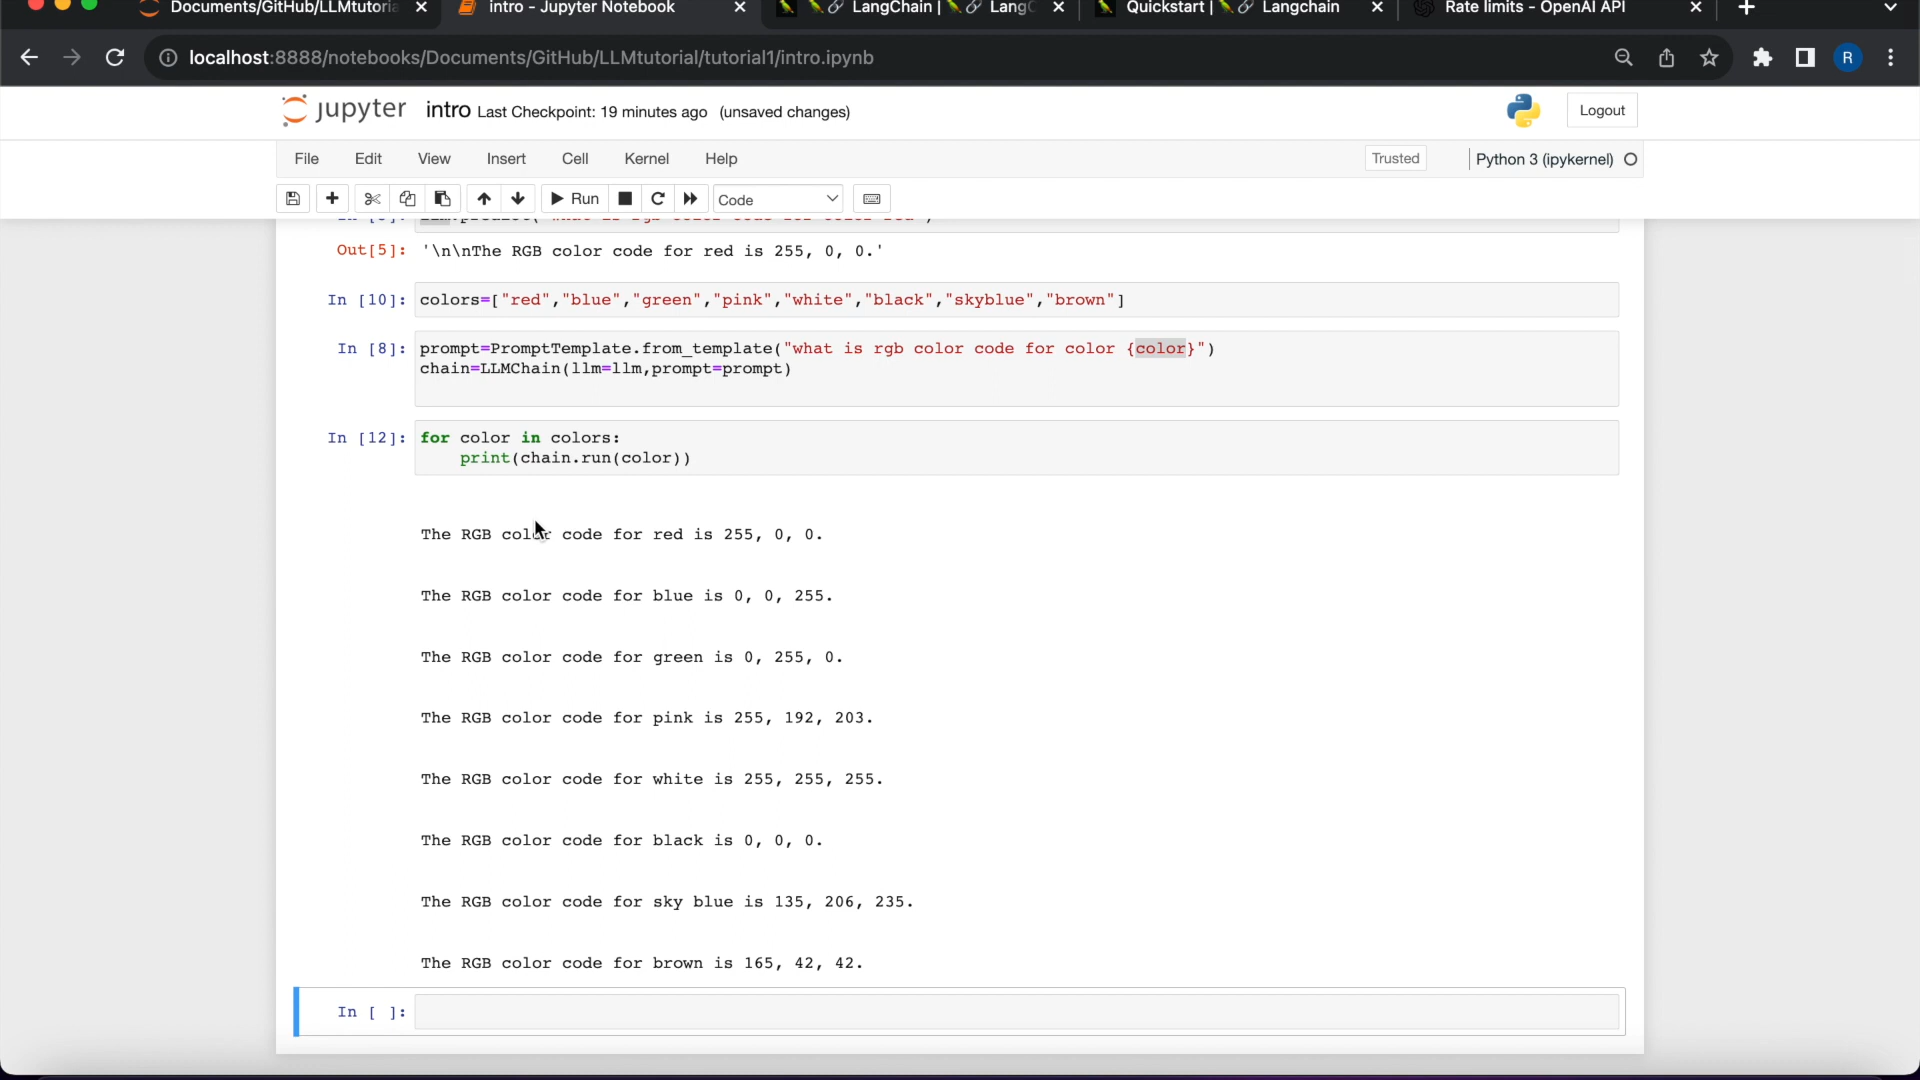 Documents/GitHub/LLMtutoria
intro - Jupyter Notebook
LangChain | LangC
Quickstart | Langchain
Rate limits - OpenAI API
localhost:8888/notebooks/Documents/GitHub/LLMtutorial/tutorial1/intro.ipynb
R
jupyter intro Last Checkpoint: 19 minutes ago (unsaved changes)
Logout
File Edit View Insert Cell Kernel Help
Trusted
Python 3 (ipykernel)
Run
Code
Out[5]: '\n\nThe RGB color code for red is 255, 0, 0.'
In [10]: colors=["red","blue","green","pink","white","black","skyblue","brown"]
In [8]: prompt=PromptTemplate.from_template("what is rgb color code for color {color}")
chain=LLMChain(llm=llm,prompt=prompt)
In [12]: for color in colors:
print(chain.run(color))
The RGB color code for red is 255, 0, 0.
The RGB color code for blue is 0, 0, 255.
The RGB color code for green is 0, 255, 0.
The RGB color code for pink is 255, 192, 203.
The RGB color code for white is 255, 255, 255.
The RGB color code for black is 0, 0, 0.
The RGB color code for sky blue is 135, 206, 235.
The RGB color code for brown is 165, 42, 42.
In [ ]: